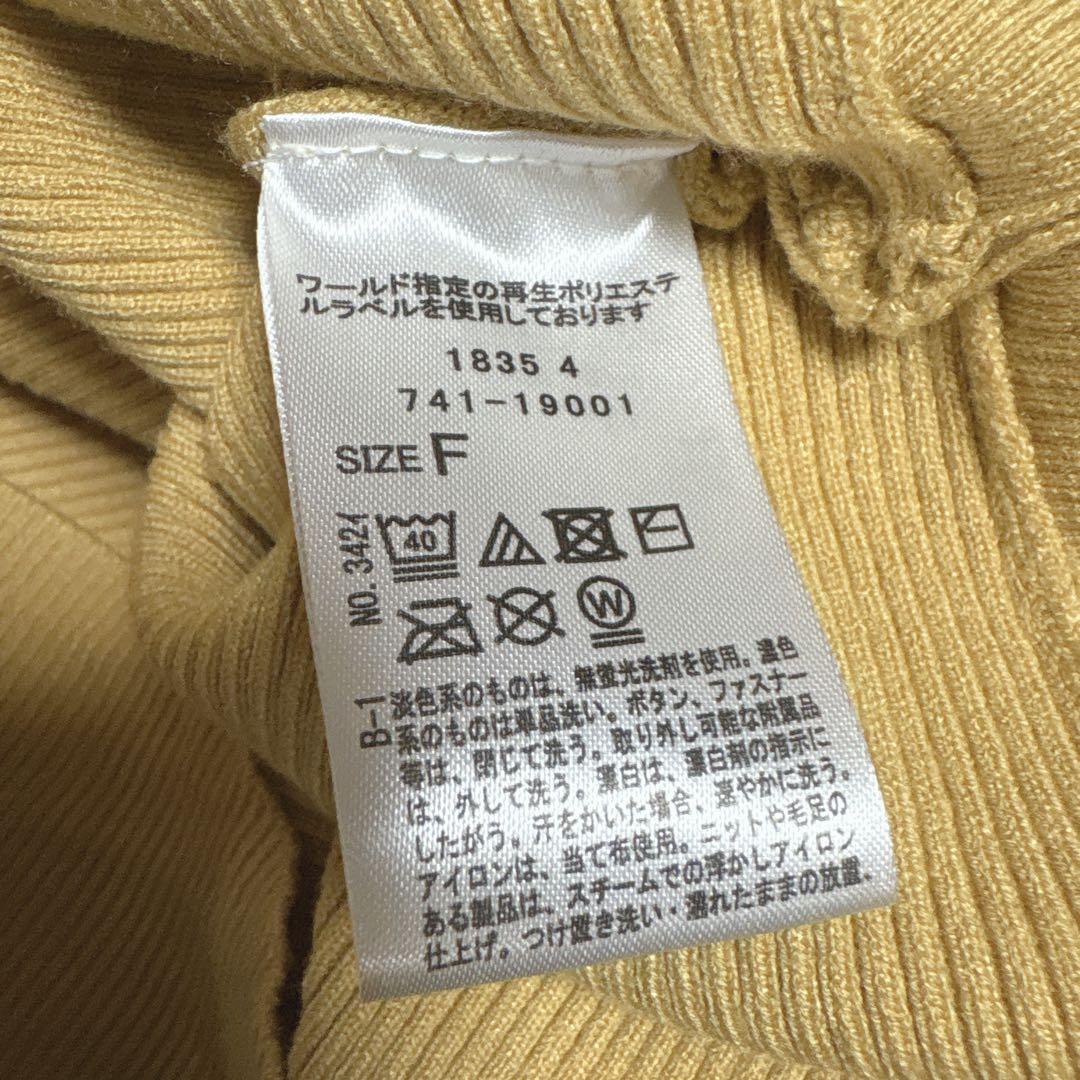 ワールド指定の再生ポリエステ
ルラベルを使用しております
1835 4
741-19001
SIZE F
NO. 342イ
40
W
B-1
淡色系のものは、無蛍光洗剤を使用。濃色
系のものは単品洗い。ボタン、ファスナー
等は、閉じて洗う。取り外し可能な附属品
は、外して洗う。漂白は、漂白剤の指示に
したがう。汗をかいた場合、速やかに洗う。
アイロンは、当て布使用。ニットや毛足の
ある製品は、スチームでの浮かしアイロン
仕上げ。つけ置き洗い・濡れたままの放置。